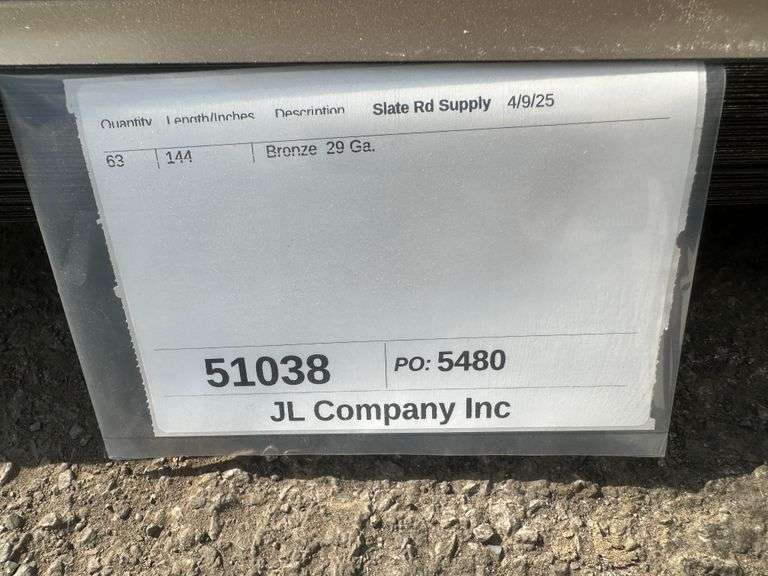 Quantity Length/Inches Description Slate Rd Supply 4/9/25
63 144 Bronze 29 Ga.
51038 PO: 5480
JL Company Inc